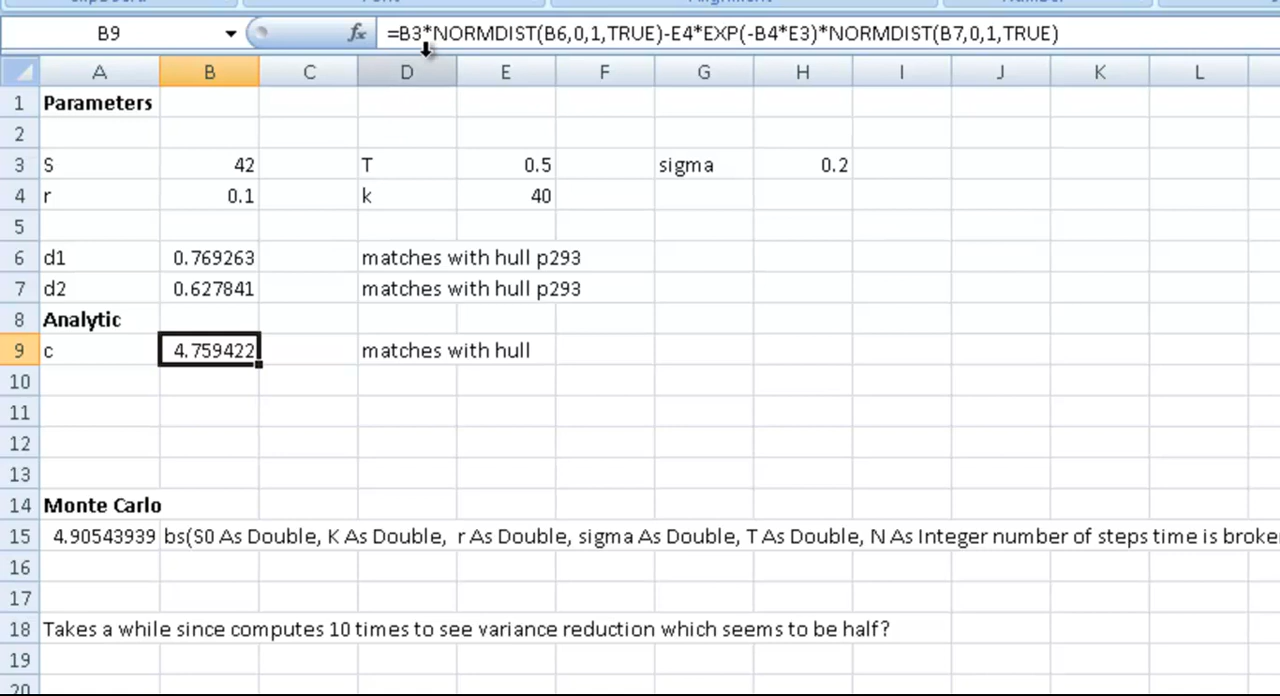 B9 fx =B3*NORMDIST(B6,0,1,TRUE)-E4*EXP(-B4*E3)*NORMDIST(B7,0,1,TRUE)
A B C D E F G H I J K L
1 Parameters
2
3 S 42 T 0.5 sigma 0.2
4 r 0.1 k 40
5
6 d1 0.769263 matches with hull p293
7 d2 0.627841 matches with hull p293
8 Analytic
9 c 4.759422 matches with hull
10
11
12
13
14 Monte Carlo
15 4.90543939 bs(S0 As Double, K As Double, r As Double, sigma As Double, T As Double, N As Integer number of steps time is broke
16
17
18 Takes a while since computes 10 times to see variance reduction which seems to be half?
19
20